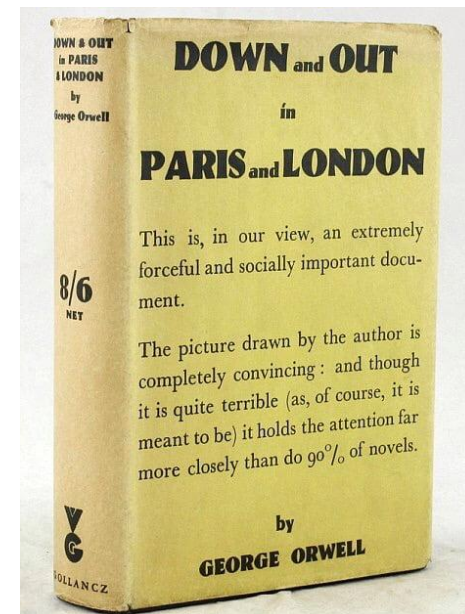 DOWN & OUT
in PARIS
& LONDON
by
George Orwell
8/6
NET
VG
GOLLANCZ
DOWN and OUT
in
PARIS and LONDON
This is, in our view, an extremely
forceful and socially important docu-
ment.
The picture drawn by the author is
completely convincing : and though
it is quite terrible (as, of course, it is
meant to be) it holds the attention far
more closely than do 90% of novels.
by
GEORGE ORWELL